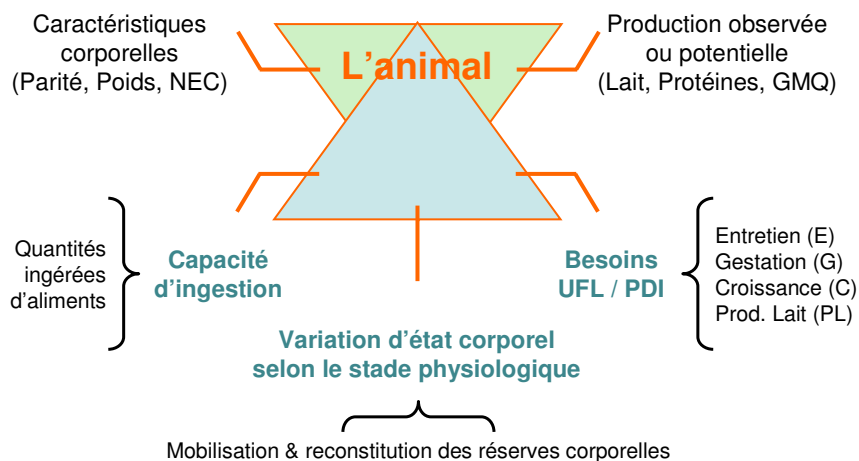 Caractéristiques
corporelles
(Parité, Poids, NEC)
L'animal
Production observée
ou potentielle
(Lait, Protéines, GMQ)
Quantités
ingérées
d'aliments
Capacité
d'ingestion
Besoins
UFL / PDI
Entretien (E)
Gestation (G)
Croissance (C)
Prod. Lait (PL)
Variation d'état corporel
selon le stade physiologique
Mobilisation & reconstitution des réserves corporelles